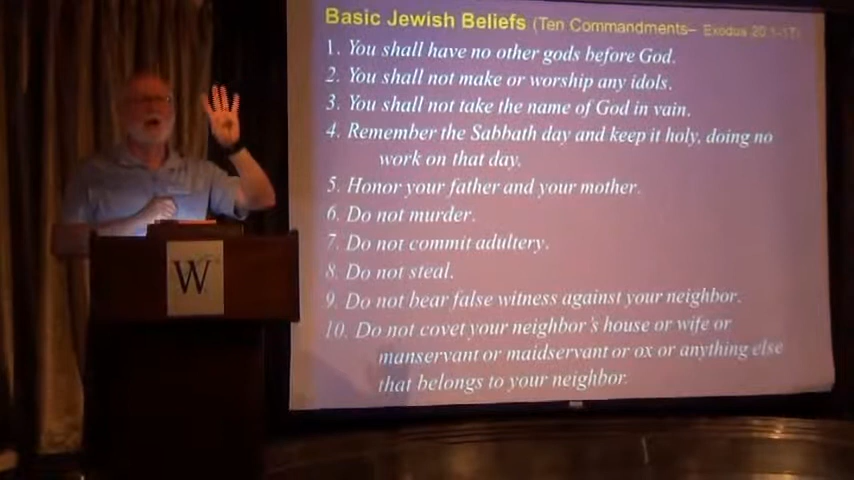 Basic Jewish Beliefs (Ten Commandments– Exodus 20:1-17)
1. You shall have no other gods before God.
2. You shall not make or worship any idols.
3. You shall not take the name of God in vain.
4. Remember the Sabbath day and keep it holy, doing no
work on that day.
5. Honor your father and your mother.
6. Do not murder.
7. Do not commit adultery.
8. Do not steal.
9. Do not bear false witness against your neighbor.
10. Do not covet your neighbor's house or wife or
manservant or maidservant or ox or anything else
that belongs to your neighbor.
W